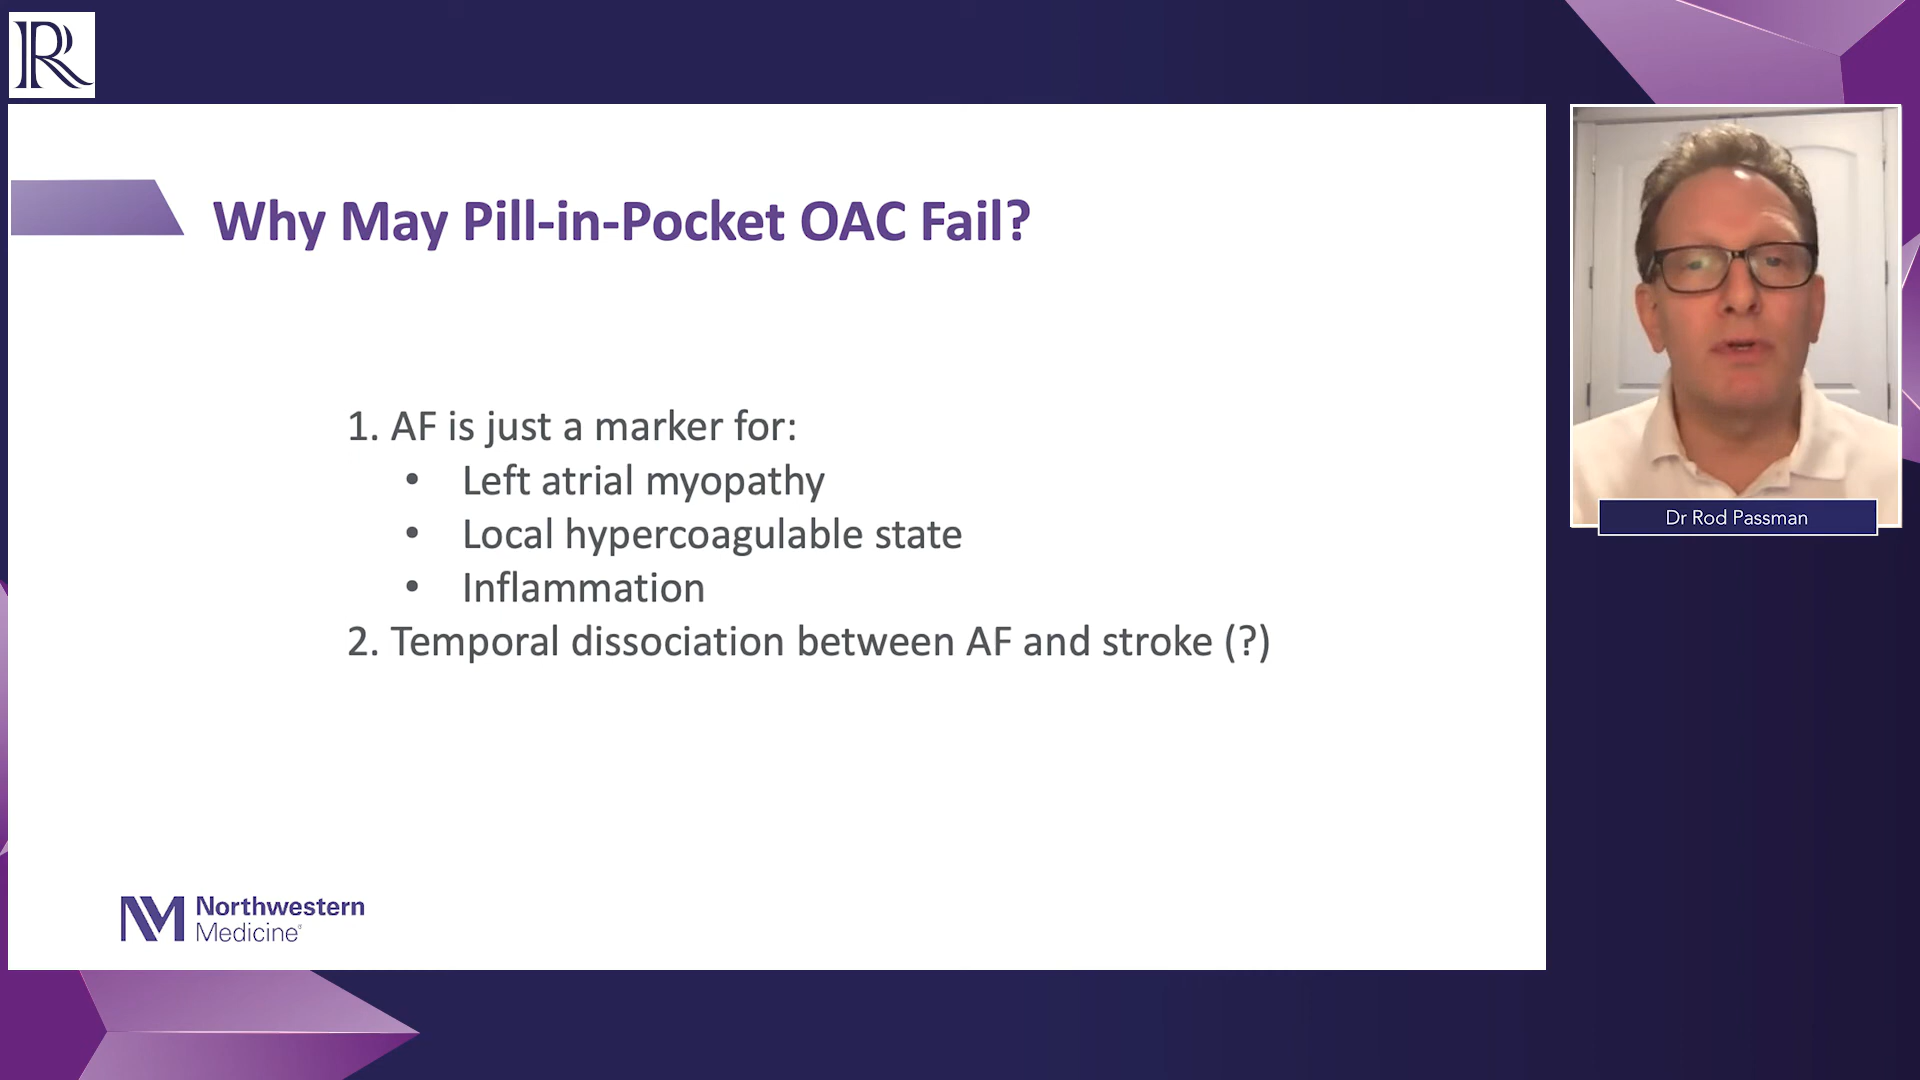 R
Why May Pill-in-Pocket OAC Fail?
1. AF is just a marker for:
• Left atrial myopathy
• Local hypercoagulable state
• Inflammation
2. Temporal dissociation between AF and stroke (?)
Dr Rod Passman
NM Northwestern
Medicine®